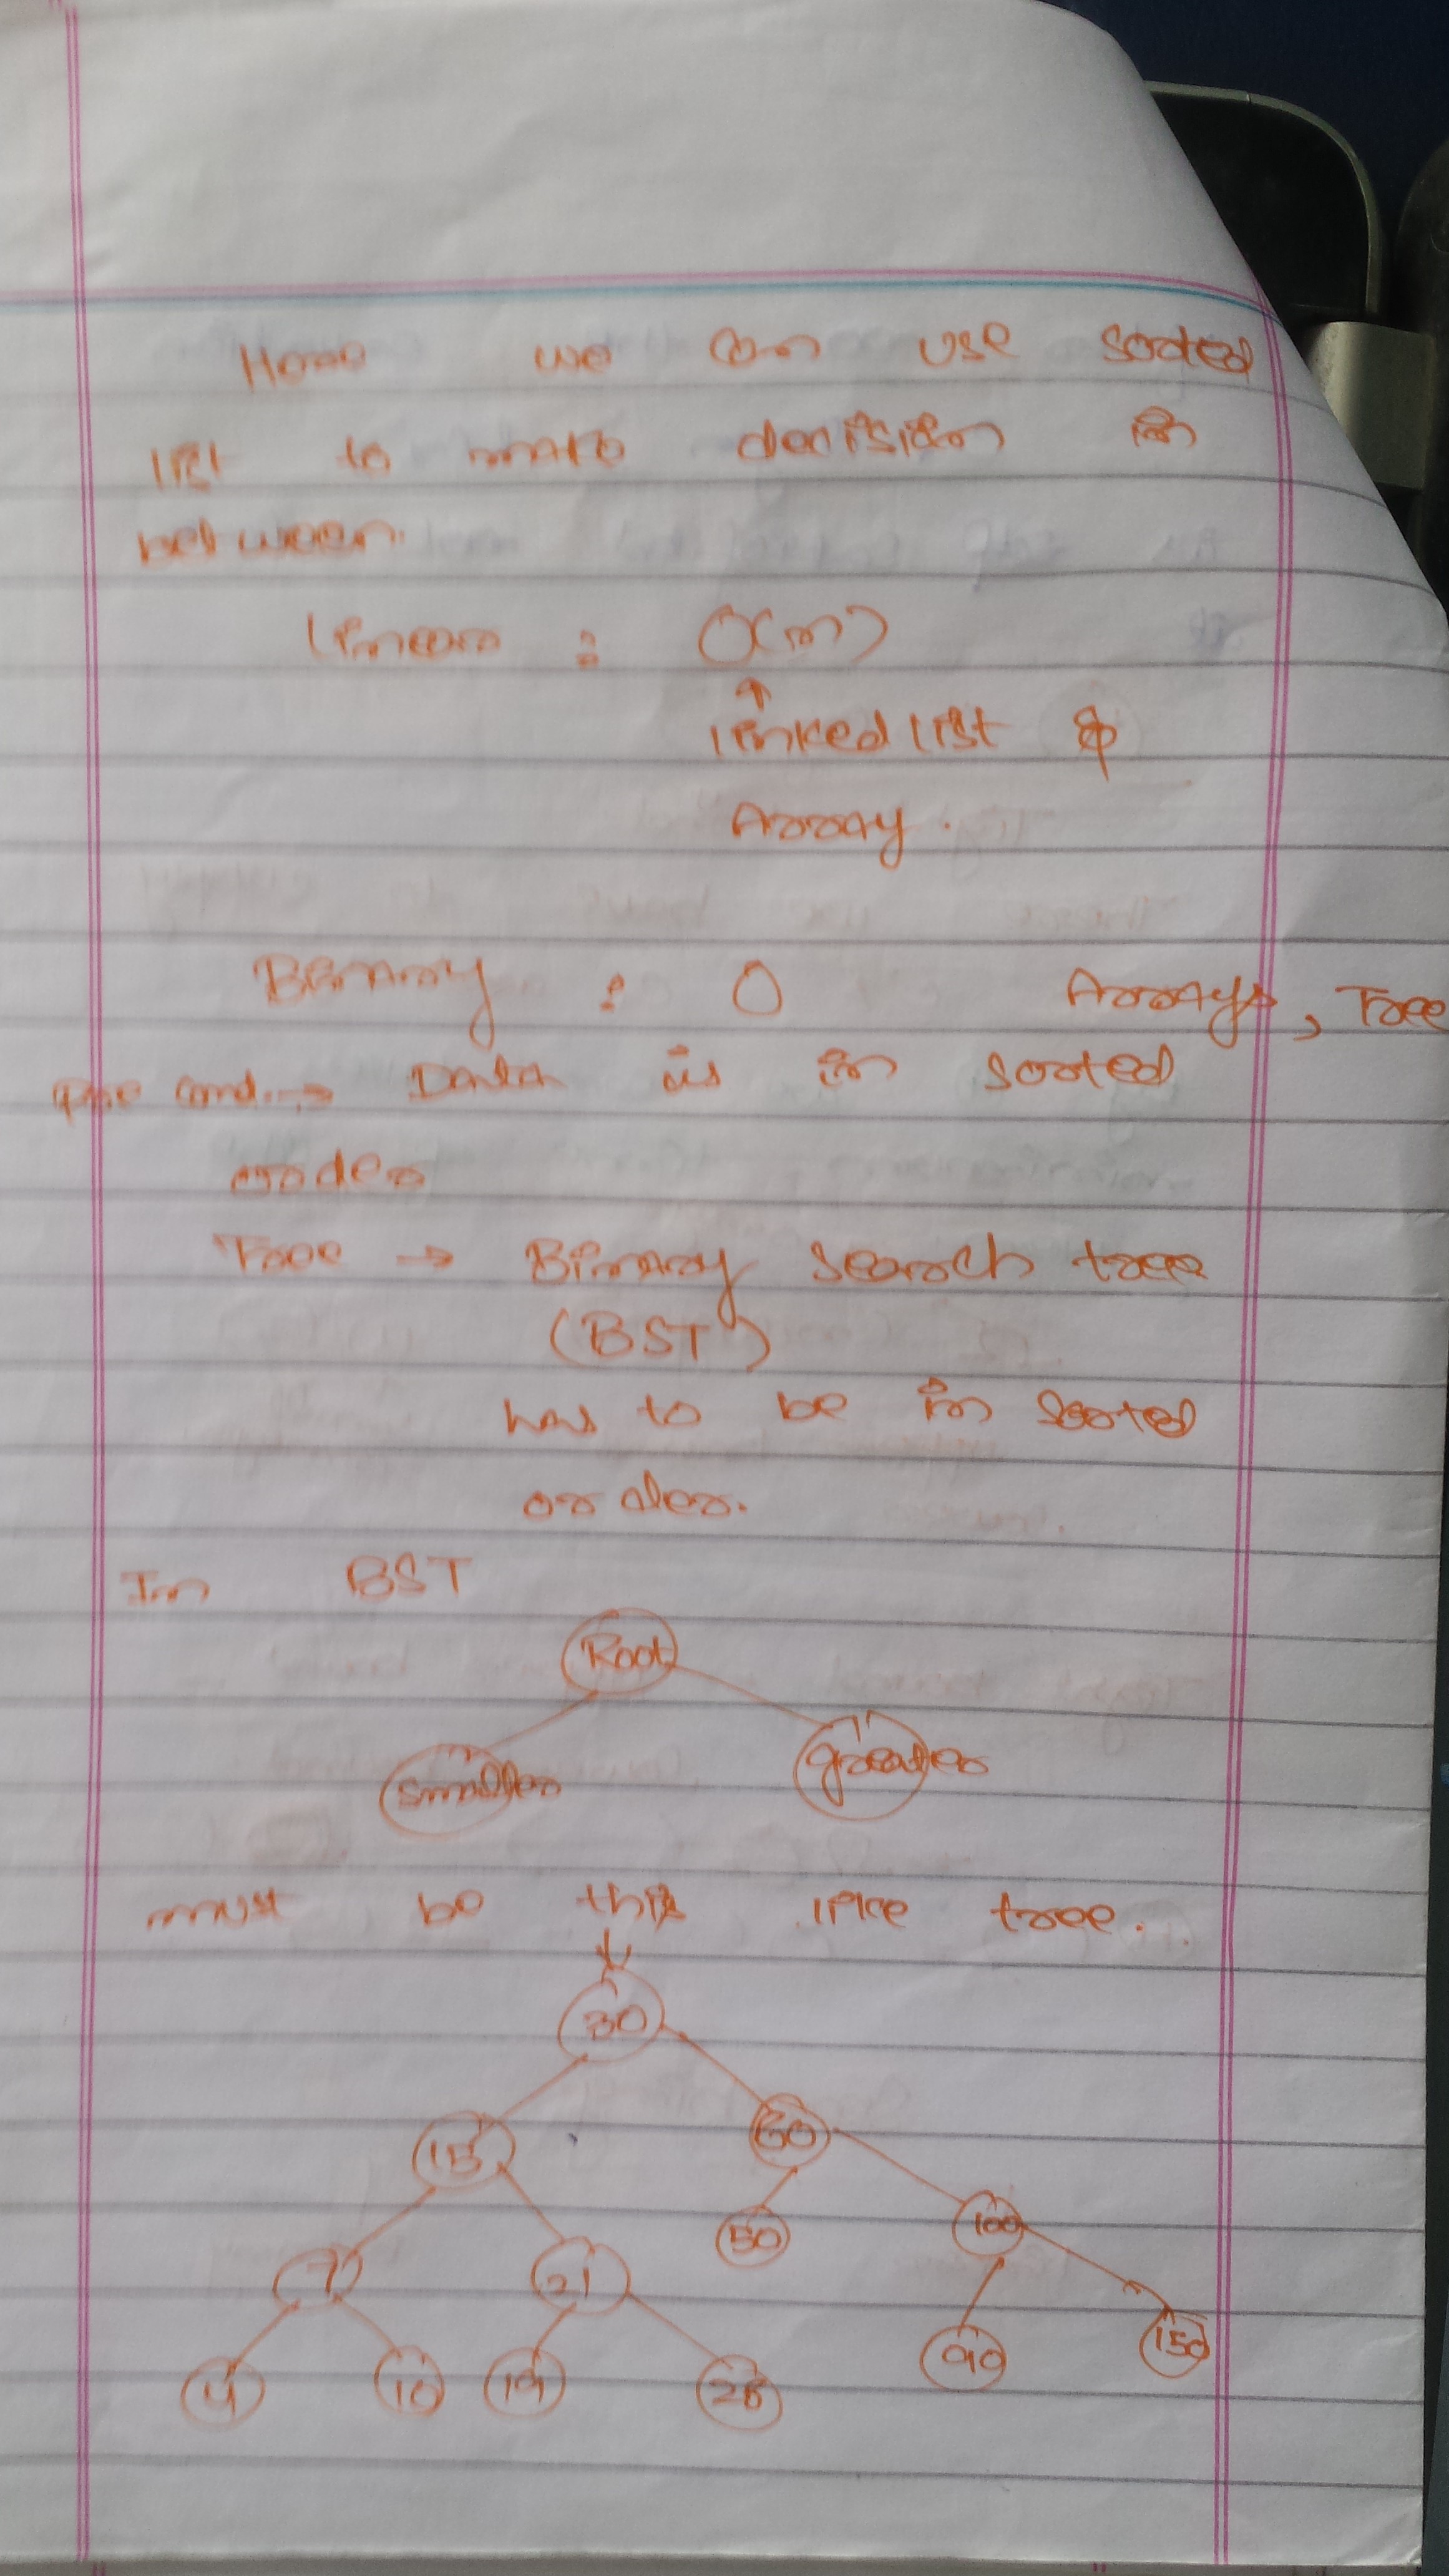 Here we can use sorted
list to make decision in
between.
linear : O(n)
↑
linked list &
Array.
Binary : O Arrays, Tree
Pre cond. → Data is in sorted
order
Tree → Binary search tree
(BST)
has to be in sorted
order.
In BST
Root
smaller greater
must be this like tree.
↓
30
15 60
7 21 50 100
4 10 19 28 90 150